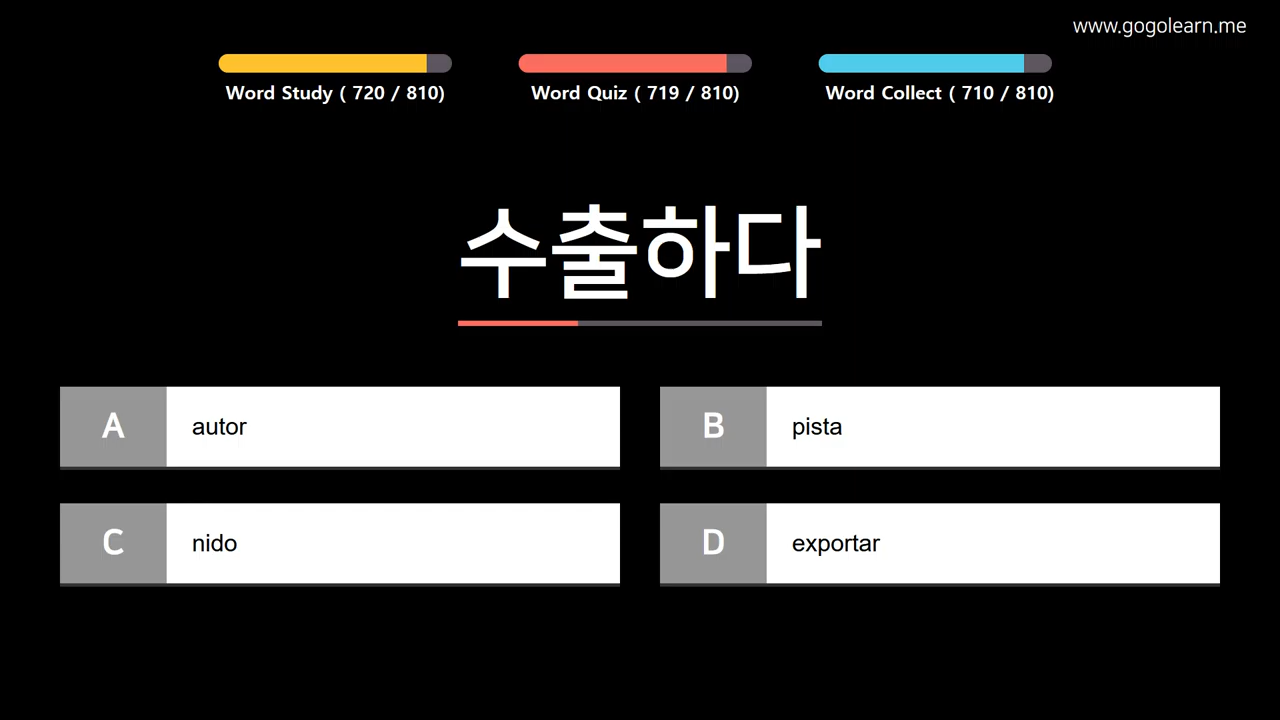 www.gogolearn.me
Word Study ( 720 / 810)
Word Quiz ( 719 / 810)
Word Collect ( 710 / 810)
수출하다
A autor
B pista
C nido
D exportar